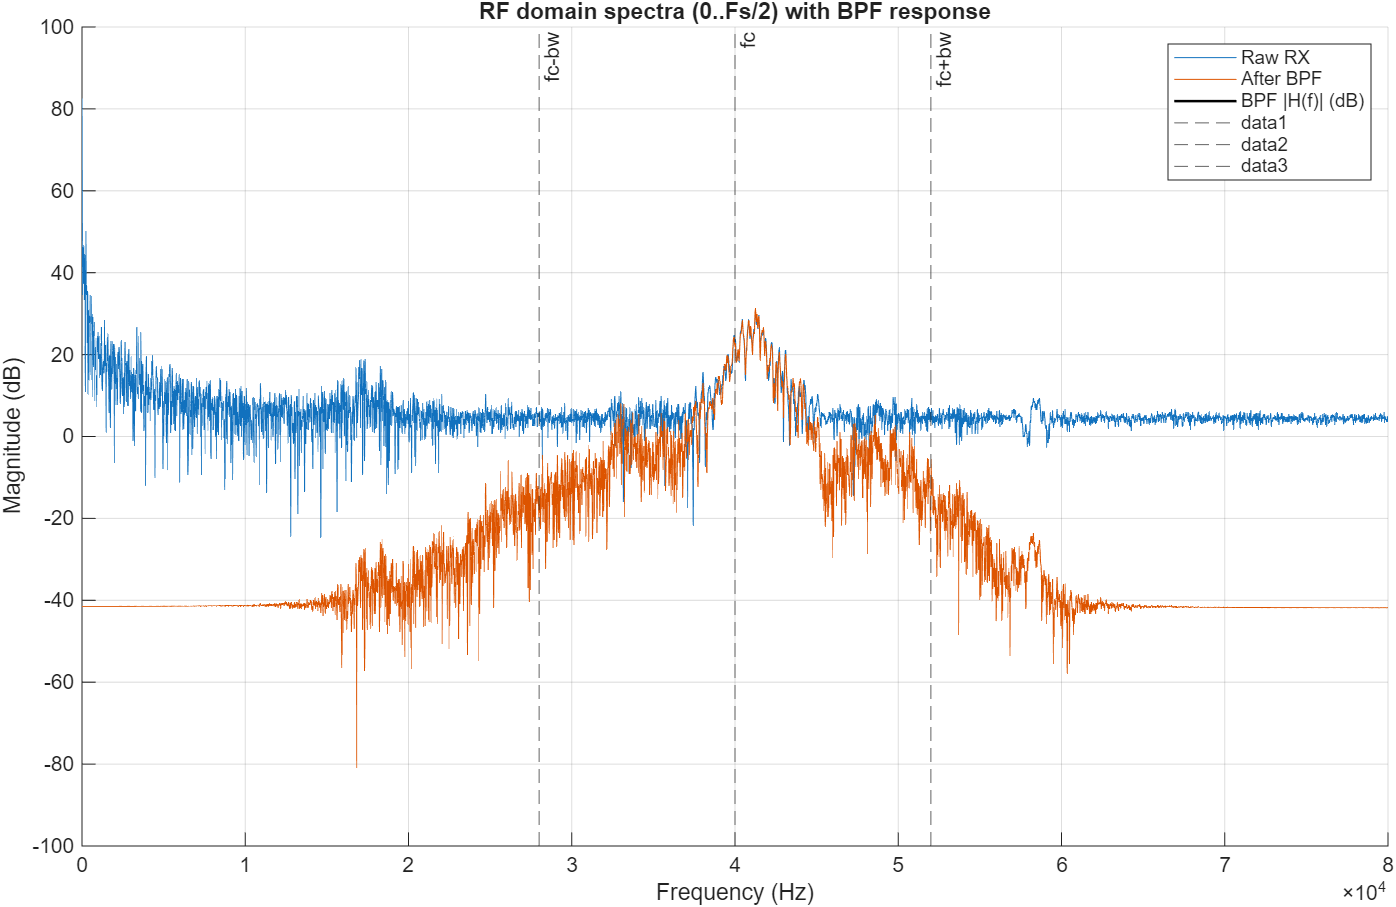 RF domain spectra (0..Fs/2) with BPF response
fc-bw
fc
fc+bw
Raw RX
After BPF
BPF |H(f)| (dB)
data1
data2
data3
Magnitude (dB)
100
80
60
40
20
0
-20
-40
-60
-80
-100
0 1 2 3 4 5 6 7 8
Frequency (Hz)
×10⁴